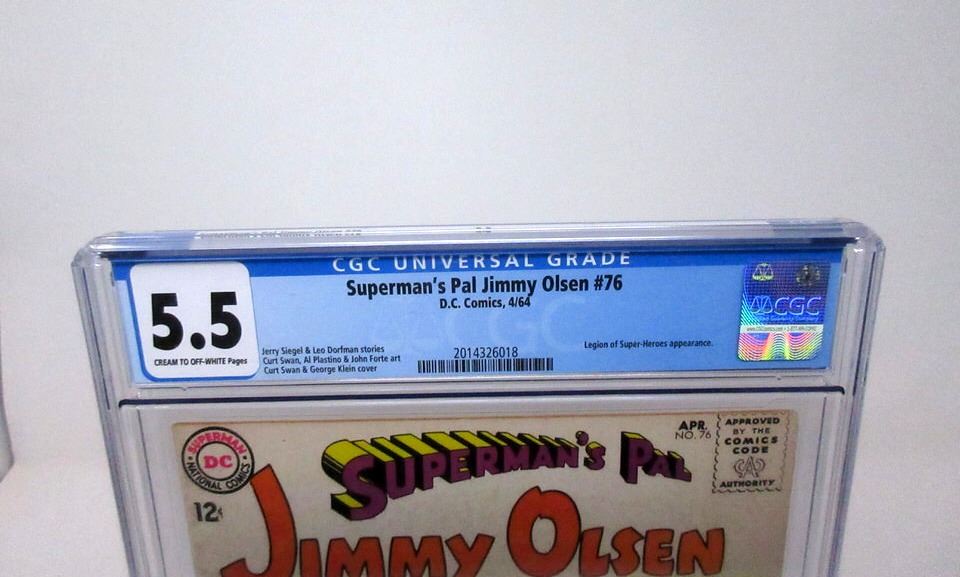 CGC UNIVERSAL GRADE
5.5
CREAM TO OFF-WHITE Pages
Superman's Pal Jimmy Olsen #76
D.C. Comics, 4/64
Jerry Siegel & Leo Dorfman stories
Curt Swan, Al Plastino & John Forte art
Curt Swan & George Klein cover
2014326018
Legion of Super-Heroes appearance.
CGC
SUPERMAN
DC
NATIONAL COMICS
12¢
SUPERMAN'S PAL
JIMMY OLSEN
APR.
NO. 76
APPROVED
BY THE
COMICS
CODE
AUTHORITY